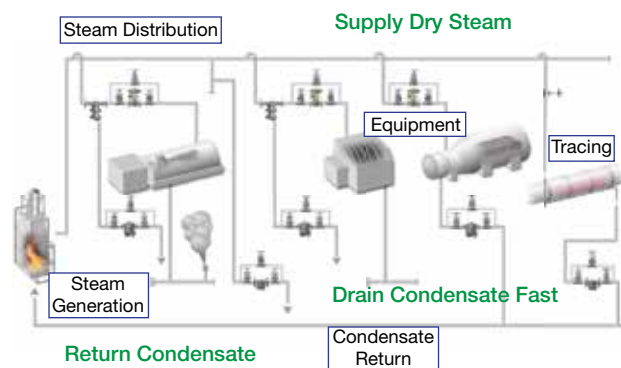 Supply Dry Steam
Steam Distribution
Equipment
Tracing
Steam
Generation
Drain Condensate Fast
Return Condensate
Condensate
Return